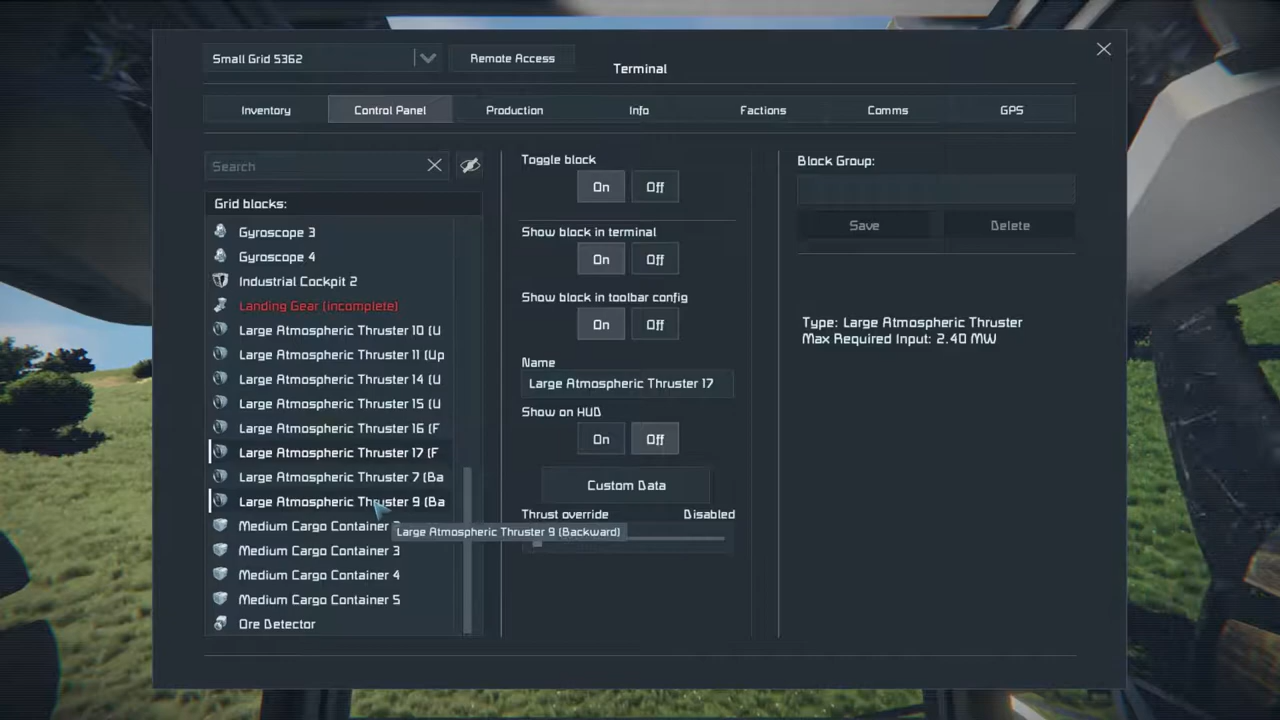 Small Grid 5362
Remote Access
Terminal
Inventory
Control Panel
Production
Info
Factions
Comms
GPS
Search
Grid blocks:
Gyroscope 3
Gyroscope 4
Industrial Cockpit 2
Landing Gear (incomplete)
Large Atmospheric Thruster 10 (U
Large Atmospheric Thruster 11 (Up
Large Atmospheric Thruster 14 (U
Large Atmospheric Thruster 15 (U
Large Atmospheric Thruster 16 (F
Large Atmospheric Thruster 17 (F
Large Atmospheric Thruster 7 (Ba
Large Atmospheric Thruster 9 (Ba
Medium Cargo Container
Large Atmospheric Thruster 9 (Backward)
Medium Cargo Container 3
Medium Cargo Container 4
Medium Cargo Container 5
Ore Detector
Toggle block
On
Off
Show block in terminal
On
Off
Show block in toolbar config
On
Off
Name
Large Atmospheric Thruster 17
Show on HUD
On
Off
Custom Data
Thrust override
Disabled
Block Group:
Save
Delete
Type: Large Atmospheric Thruster
Max Required Input: 2.40 MW